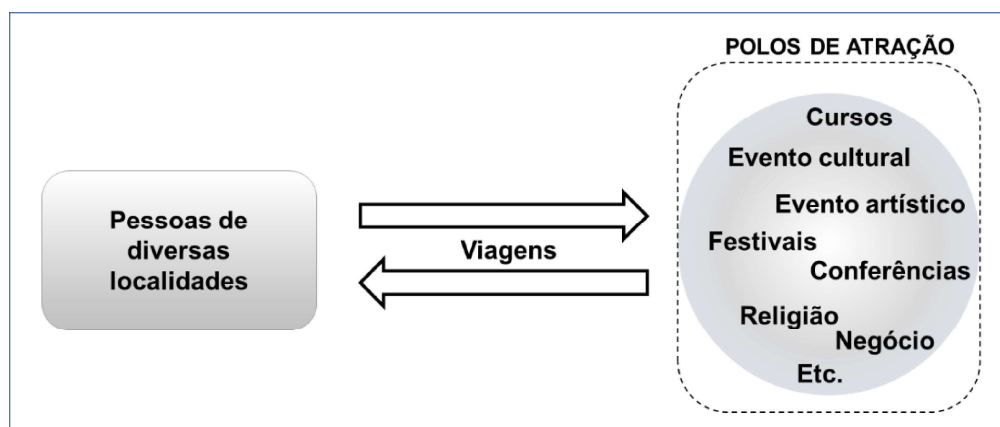 POLOS DE ATRAÇÃO
Pessoas de
diversas
localidades
Viagens
Cursos
Evento cultural
Evento artístico
Festivais
Conferências
Religião
Negócio
Etc.